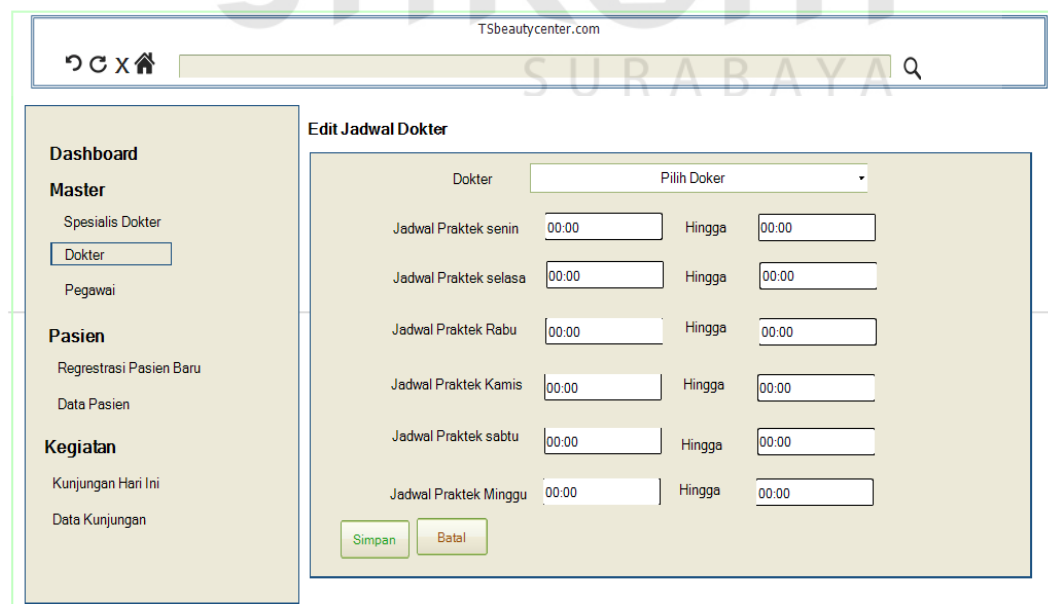 TSbeautycenter.com
X
SURABAYA
Dashboard
Master
Spesialis Dokter
Dokter
Pegawai
Pasien
Regrestrasi Pasien Baru
Data Pasien
Kegiatan
Kunjungan Hari Ini
Data Kunjungan
Edit Jadwal Dokter
Dokter Pilih Doker
Jadwal Praktek senin 00:00 Hingga 00:00
Jadwal Praktek selasa 00:00 Hingga 00:00
Jadwal Praktek Rabu 00:00 Hingga 00:00
Jadwal Praktek Kamis 00:00 Hingga 00:00
Jadwal Praktek sabtu 00:00 Hingga 00:00
Jadwal Praktek Minggu 00:00 Hingga 00:00
Simpan Batal